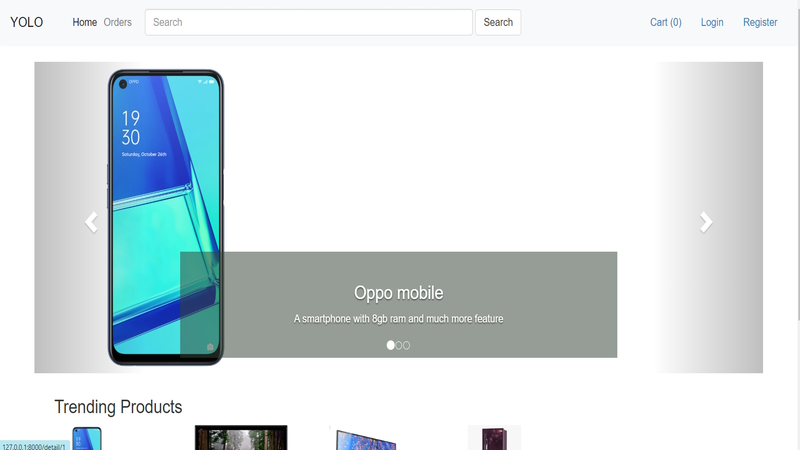 YOLO Home Orders Search Search Cart (0) Login Register
OPPO
19
30
Saturday, October 26th
Oppo mobile
A smartphone with 8gb ram and much more feature
Trending Products
127.0.0.1:8000/detail/1